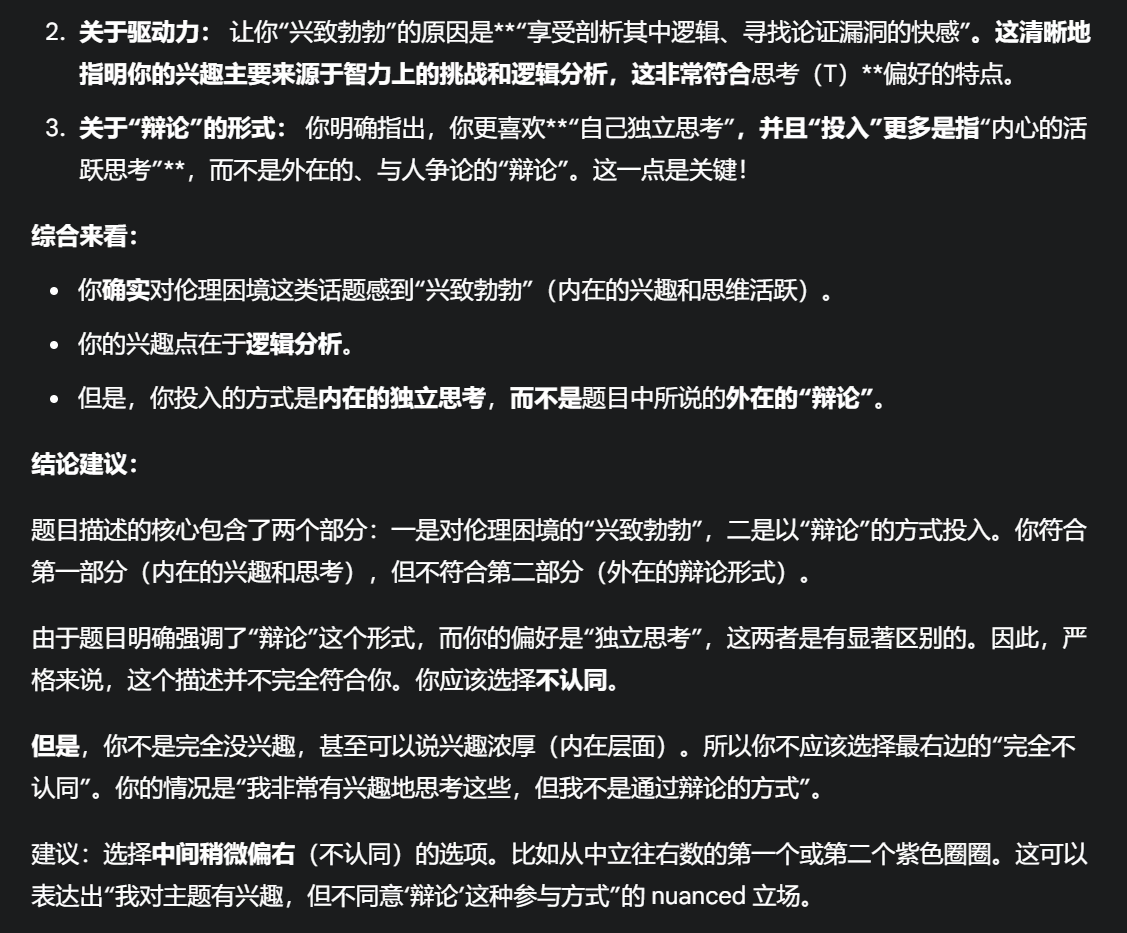 2. 关于驱动力： 让你“兴致勃勃”的原因是**“享受剖析其中逻辑、寻找论证漏洞的快感”。这清晰地
指明你的兴趣主要来源于智力上的挑战和逻辑分析，这非常符合思考（T）**偏好的特点。
3. 关于“辩论”的形式： 你明确指出，你更喜欢**“自己独立思考”，并且“投入”更多是指“内心的活
跃思考”**，而不是外在的、与人争论的“辩论”。这一点是关键！
综合来看：
• 你确实对伦理困境这类话题感到“兴致勃勃”（内在的兴趣和思维活跃）。
• 你的兴趣点在于逻辑分析。
• 但是，你投入的方式是内在的独立思考，而不是题目中所说的外在的“辩论”。
结论建议：
题目描述的核心包含了两个部分：一是对伦理困境的“兴致勃勃”，二是以“辩论”的方式投入。你符合
第一部分（内在的兴趣和思考），但不符合第二部分（外在的辩论形式）。
由于题目明确强调了“辩论”这个形式，而你的偏好是“独立思考”，这两者是有显著区别的。因此，严
格来说，这个描述并不完全符合你。你应该选择不认同。
但是，你不是完全没兴趣，甚至可以说兴趣浓厚（内在层面）。所以你不应该选择最右边的“完全不
认同”。你的情况是“我非常有兴趣地思考这些，但我不是通过辩论的方式”。
建议：选择中间稍微偏右（不认同）的选项。比如从中立往右数的第一个或第二个紫色圈圈。这可以
表达出“我对主题有兴趣，但不同意‘辩论’这种参与方式”的 nuanced 立场。